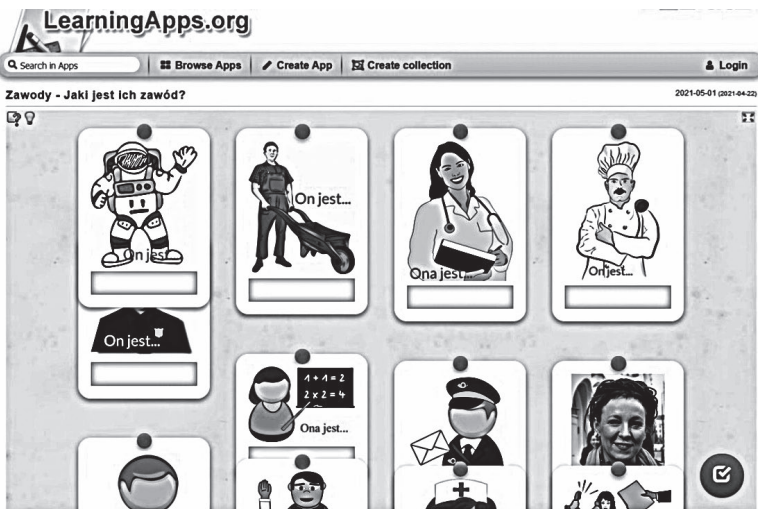 LearningApps.org
Search in Apps
Browse Apps
Create App
Create collection
Login
Zawody - Jaki jest ich zawód?
2021-05-01 (2021-04-22)
On jest...
On jest...
Ona jest...
On jest...
On jest...
1 + 1 = 2
2 x 2 = 4
Ona jest...